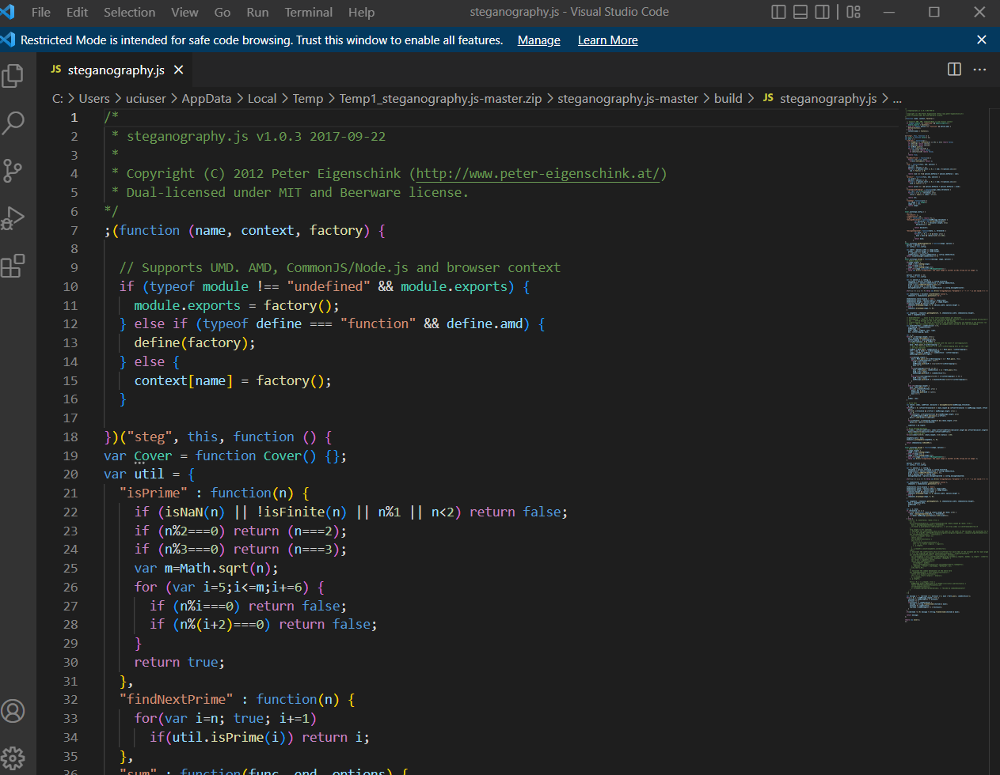 File Edit Selection View Go Run Terminal Help steganography.js - Visual Studio Code
Restricted Mode is intended for safe code browsing. Trust this window to enable all features. Manage Learn More
JS steganography.js
C: > Users > uciuser > AppData > Local > Temp > Temp1_steganography.js-master.zip > steganography.js-master > build > JS steganography.js > ...
1 /*
2  * steganography.js v1.0.3 2017-09-22
3  *
4  * Copyright (C) 2012 Peter Eigenschink (http://www.peter-eigenschink.at/)
5  * Dual-licensed under MIT and Beerware license.
6 */
7 ;(function (name, context, factory) {
8
9   // Supports UMD. AMD, CommonJS/Node.js and browser context
10   if (typeof module !== "undefined" && module.exports) {
11     module.exports = factory();
12   } else if (typeof define === "function" && define.amd) {
13     define(factory);
14   } else {
15     context[name] = factory();
16   }
17
18 })("steg", this, function () {
19 var Cover = function Cover() {};
20 var util = {
21   "isPrime" : function(n) {
22     if (isNaN(n) || !isFinite(n) || n%1 || n<2) return false;
23     if (n%2===0) return (n===2);
24     if (n%3===0) return (n===3);
25     var m=Math.sqrt(n);
26     for (var i=5;i<=m;i+=6) {
27       if (n%i===0) return false;
28       if (n%(i+2)===0) return false;
29     }
30     return true;
31   },
32   "findNextPrime" : function(n) {
33     for(var i=n; true; i+=1)
34       if(util.isPrime(i)) return i;
35   },
36   "sum" : function(func, end, options) {